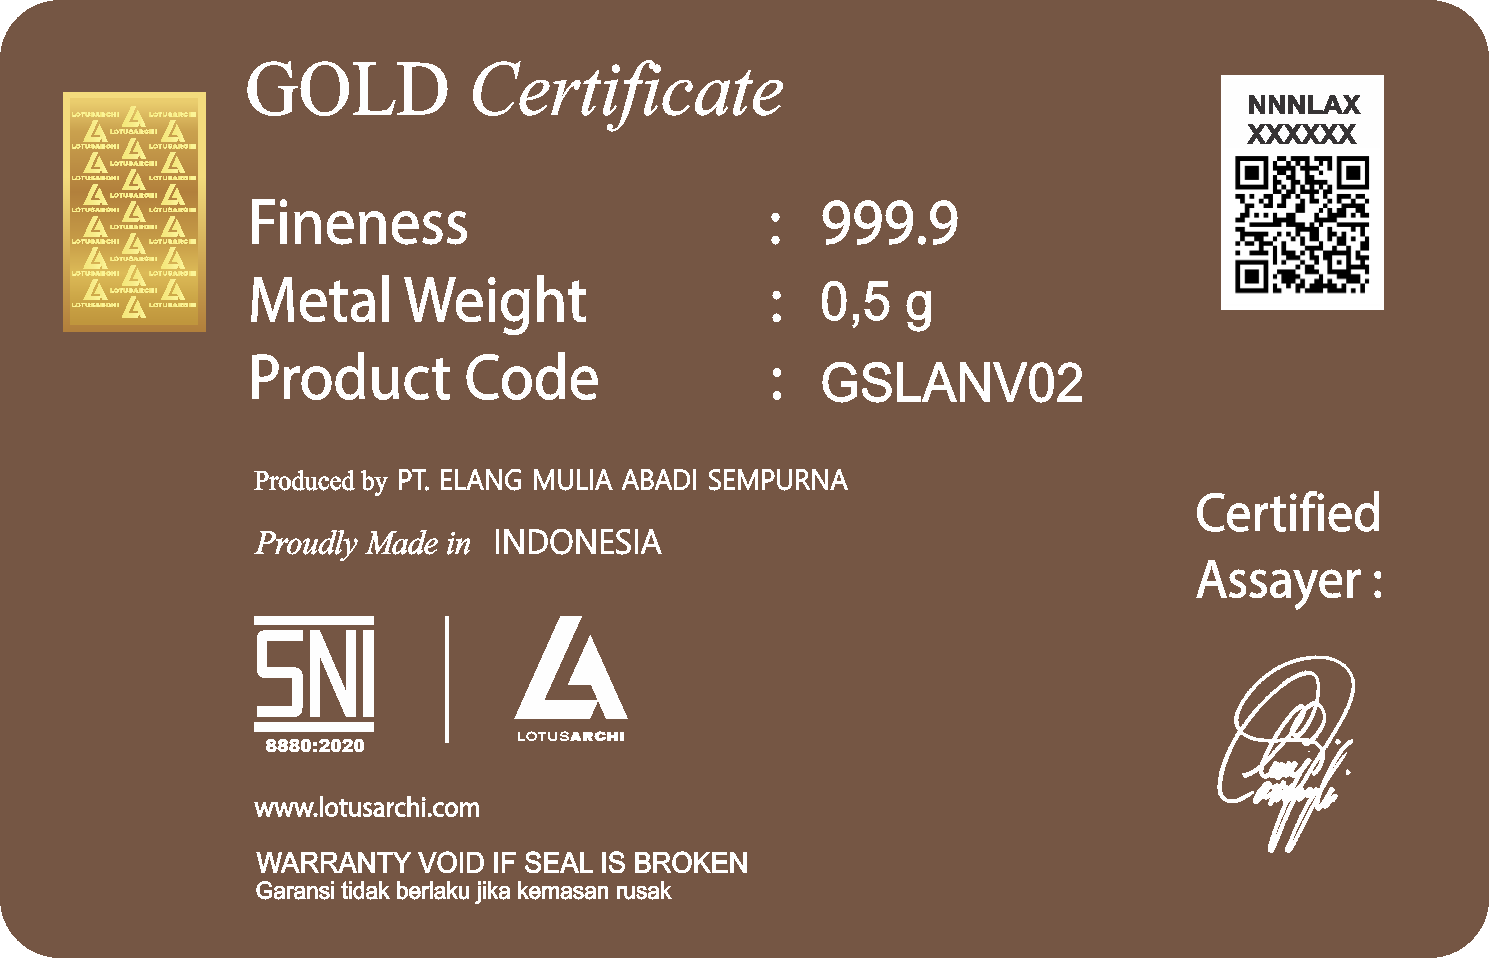 GOLD Certificate
NNNLAX
XXXXXX
Fineness : 999.9
Metal Weight : 0,5 g
Product Code : GSLANV02
Produced by PT. ELANG MULIA ABADI SEMPURNA
Proudly Made in INDONESIA
Certified
Assayer :
SNI
8880:2020
LA
LOTUSARCHI
www.lotusarchi.com
WARRANTY VOID IF SEAL IS BROKEN
Garansi tidak berlaku jika kemasan rusak